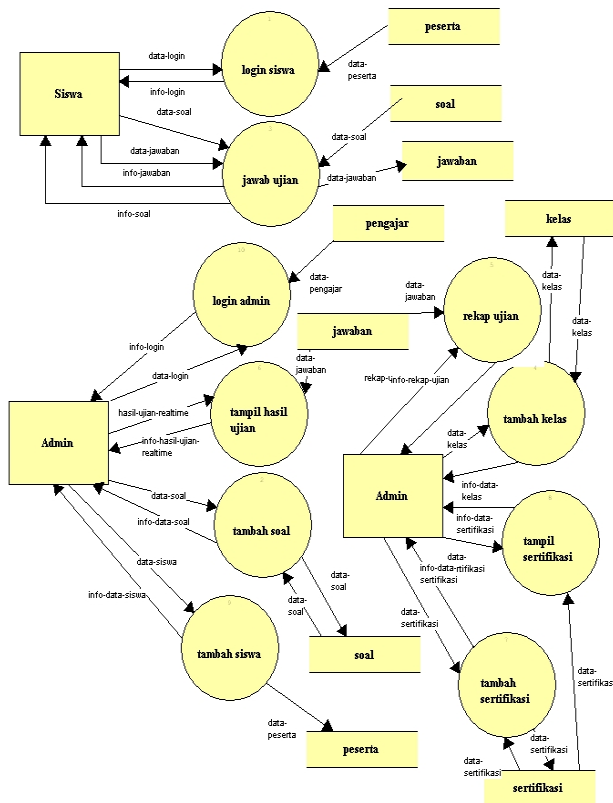 peserta
data-login
login siswa
data-
peserta
Siswa
info-login
soal
data-soal
data-soal
data-jawaban
jawaban
info-jawaban
jawab ujian
data-jawaban
info-soal
pengajar
kelas
login admin
data-
pengajar
data-
jawaban
rekap ujian
data-
kelas
jawaban
data-
kelas
info-login
data-
jawaban
data-login
info-rekap-ujian
hasil-ujian-realtime
tampil hasil
ujian
tambah kelas
Admin
info-hasil-ujian-
realtime
data-
kelas
data-soal
info-data-
kelas
Admin
info-data-soal
tambah soal
info-data-
sertifikasi
tampil
sertifikasi
data-siswa
data-
info-data-rtifikasi
sertifikasi
data-
soal
info-data-siswa
data-
soal
data-
sertifikasi
tambah siswa
soal
tambah
sertifikasi
data-
sertifikas
data-
peserta
peserta
data-
sertifikasi
data-
sertifikasi
sertifikasi